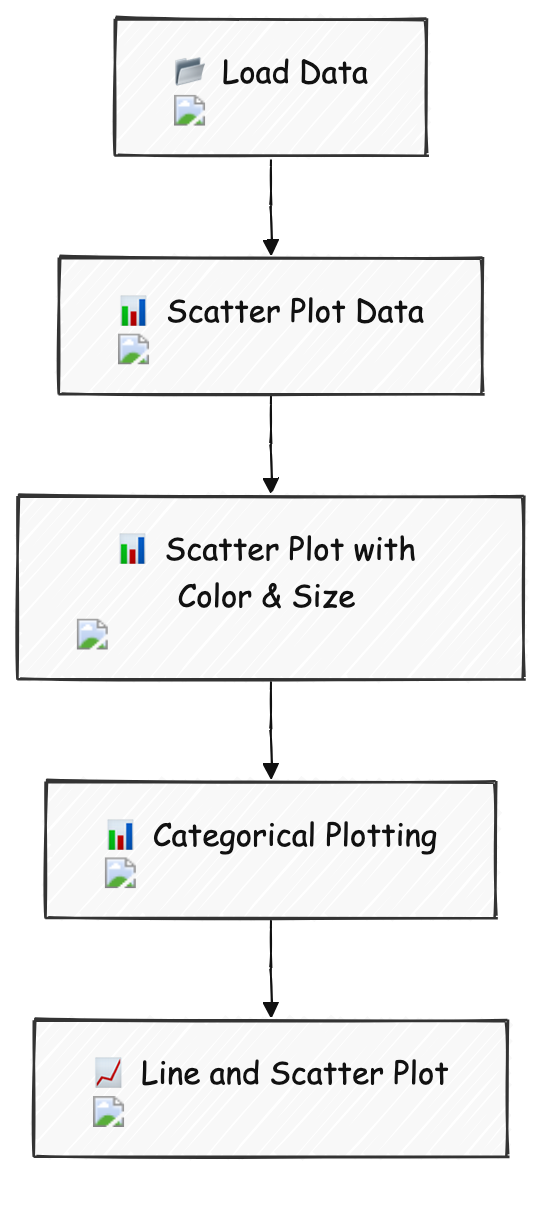 Load Data
Scatter Plot Data
Scatter Plot with
Color & Size
Categorical Plotting
Line and Scatter Plot